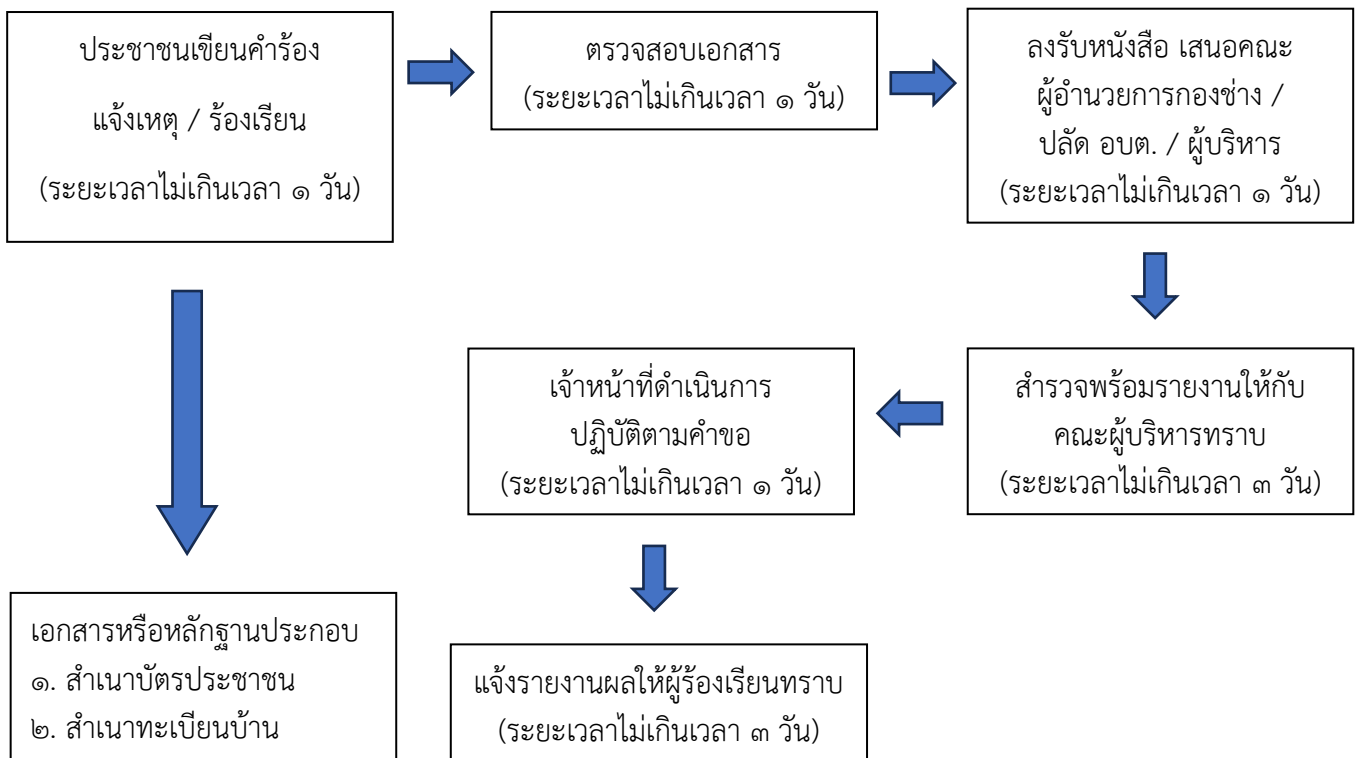 ประชาชนเขียนคำร้อง
แจ้งเหตุ / ร้องเรียน
(ระยะเวลาไม่เกินเวลา ๑ วัน)
ตรวจสอบเอกสาร
(ระยะเวลาไม่เกินเวลา ๑ วัน)
ลงรับหนังสือ เสนอคณะ
ผู้อำนวยการกองช่าง /
ปลัด อบต. / ผู้บริหาร
(ระยะเวลาไม่เกินเวลา ๑ วัน)
สำรวจพร้อมรายงานให้กับ
คณะผู้บริหารทราบ
(ระยะเวลาไม่เกินเวลา ๓ วัน)
เจ้าหน้าที่ดำเนินการ
ปฏิบัติตามคำขอ
(ระยะเวลาไม่เกินเวลา ๑ วัน)
แจ้งรายงานผลให้ผู้ร้องเรียนทราบ
(ระยะเวลาไม่เกินเวลา ๓ วัน)
เอกสารหรือหลักฐานประกอบ
๑. สำเนาบัตรประชาชน
๒. สำเนาทะเบียนบ้าน